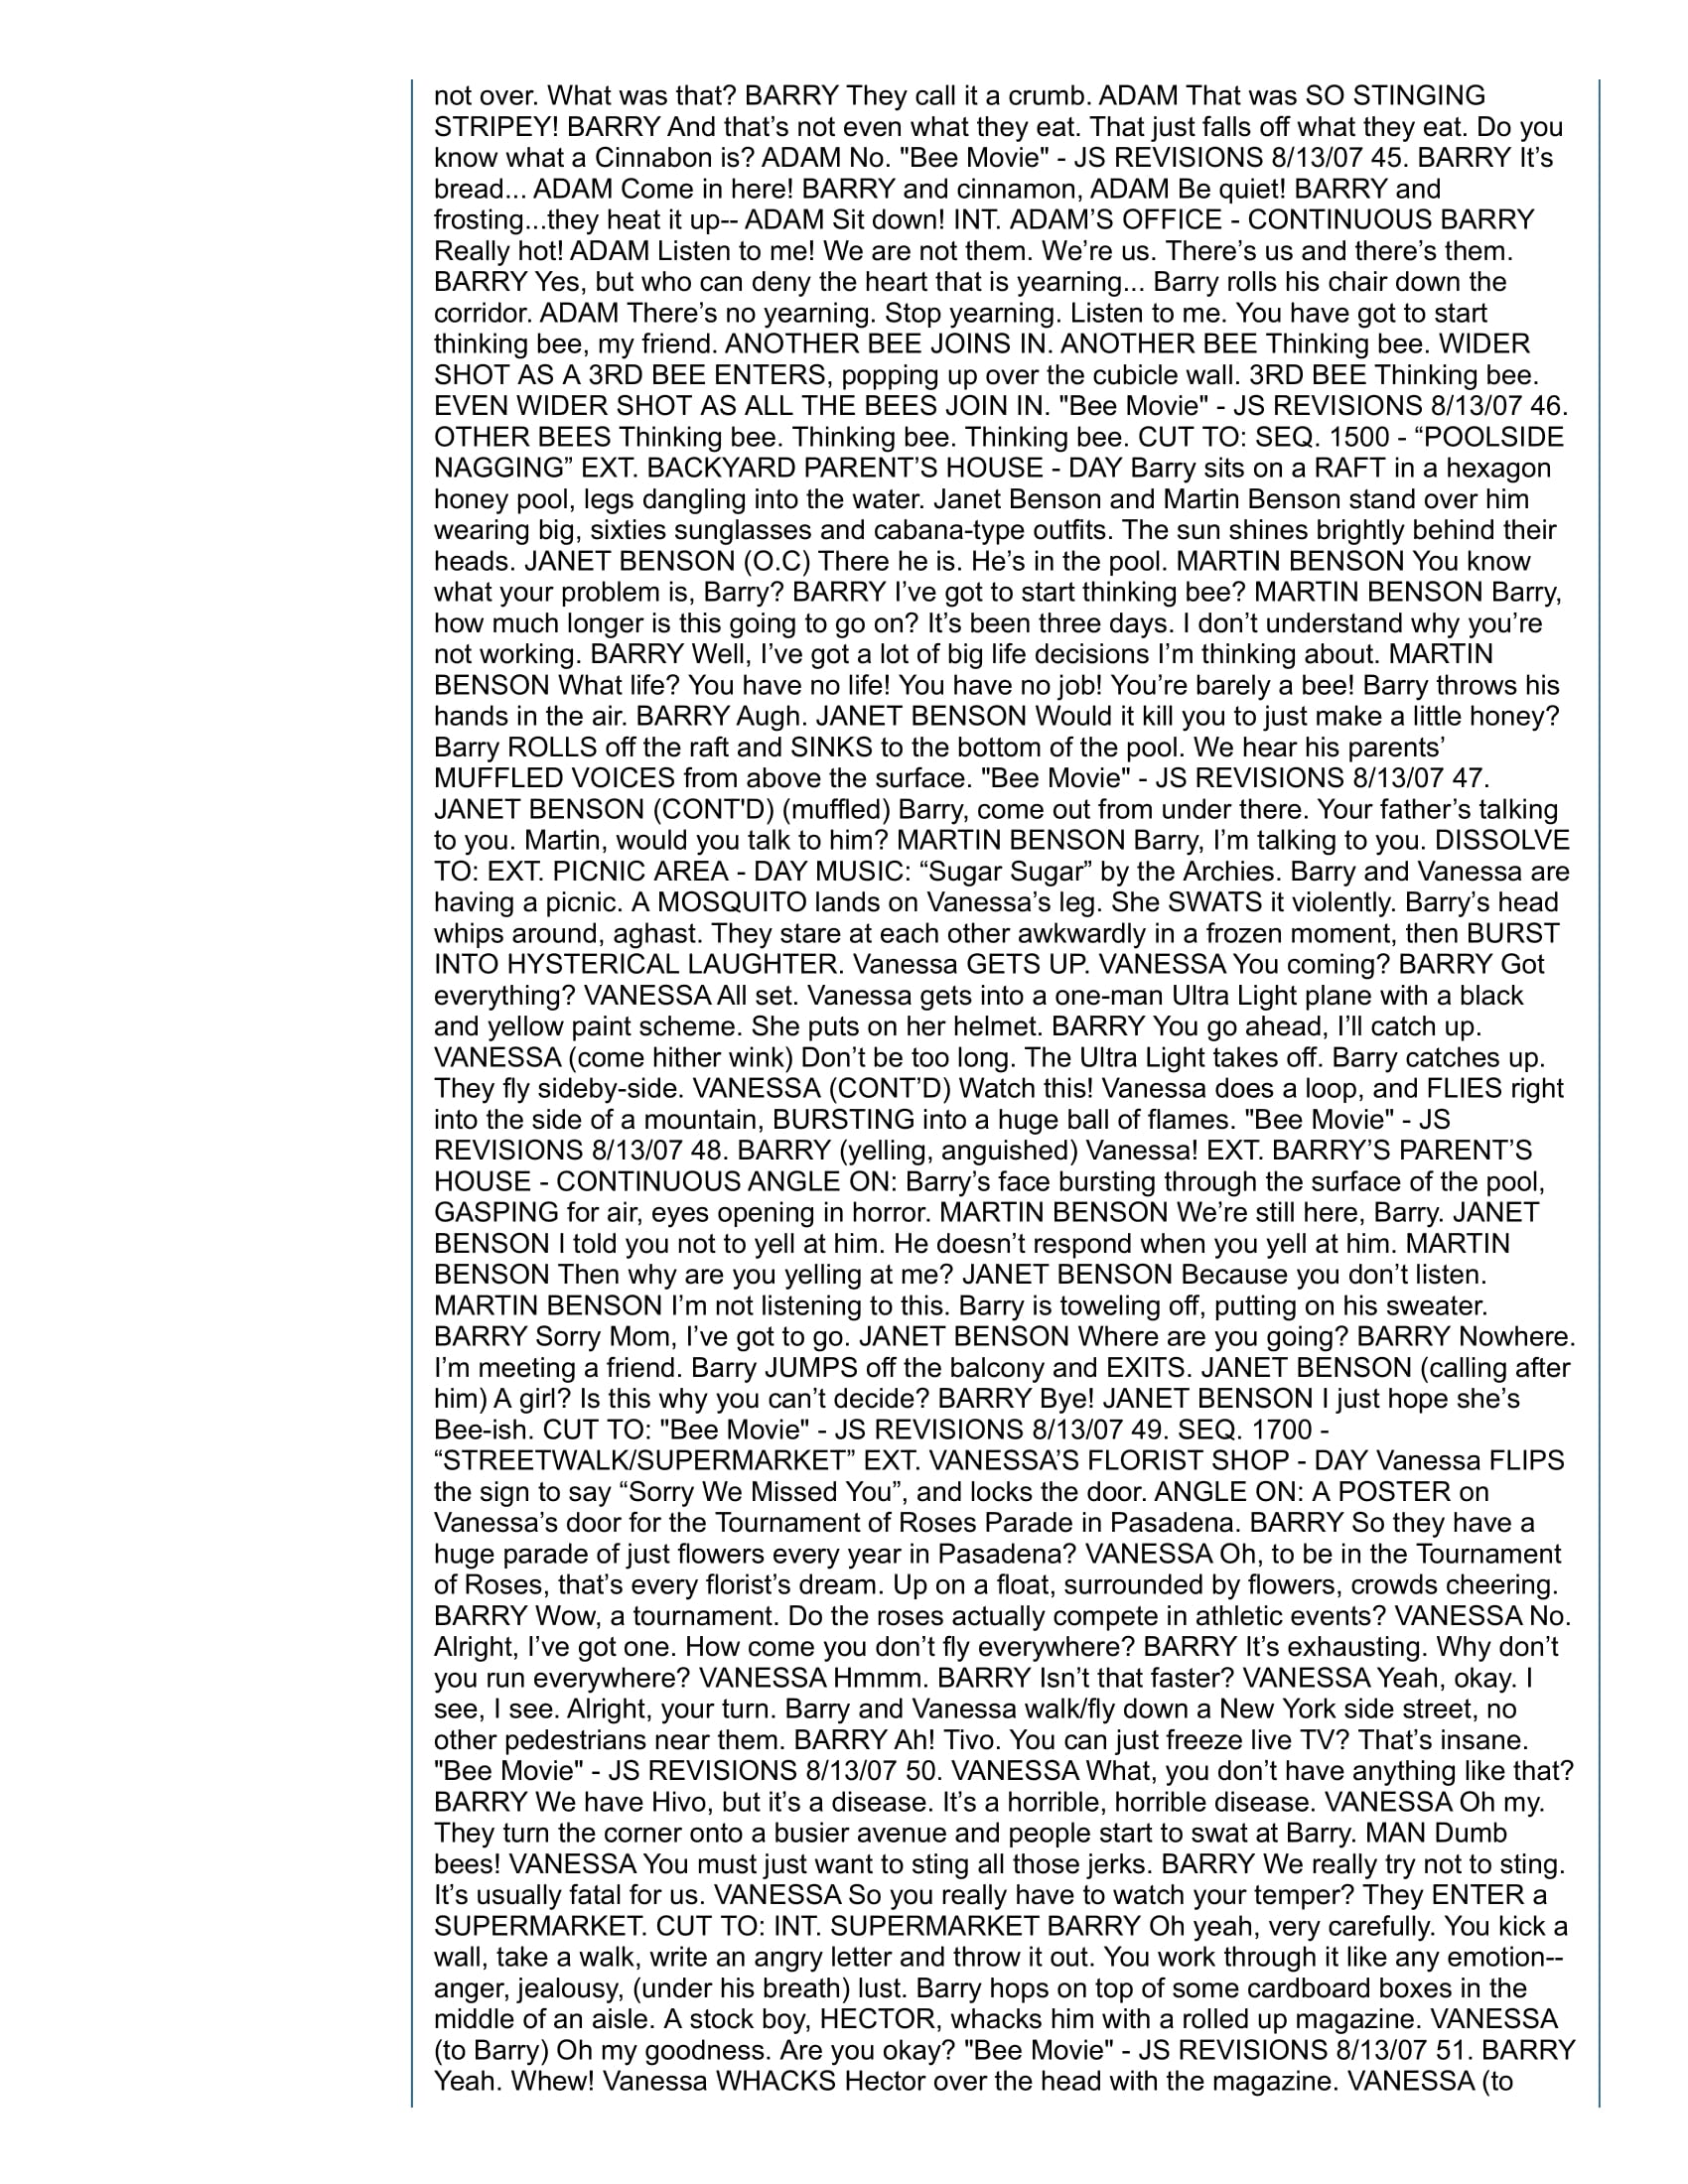 not over. What was that? BARRY They call it a crumb. ADAM That was SO STINGING
STRIPEY! BARRY And that’s not even what they eat. That just falls off what they eat. Do you
know what a Cinnabon is? ADAM No. "Bee Movie" - JS REVISIONS 8/13/07 45. BARRY It’s
bread... ADAM Come in here! BARRY and cinnamon, ADAM Be quiet! BARRY and
frosting...they heat it up-- ADAM Sit down! INT. ADAM’S OFFICE - CONTINUOUS BARRY
Really hot! ADAM Listen to me! We are not them. We’re us. There’s us and there’s them.
BARRY Yes, but who can deny the heart that is yearning... Barry rolls his chair down the
corridor. ADAM There’s no yearning. Stop yearning. Listen to me. You have got to start
thinking bee, my friend. ANOTHER BEE JOINS IN. ANOTHER BEE Thinking bee. WIDER
SHOT AS A 3RD BEE ENTERS, popping up over the cubicle wall. 3RD BEE Thinking bee.
EVEN WIDER SHOT AS ALL THE BEES JOIN IN. "Bee Movie" - JS REVISIONS 8/13/07 46.
OTHER BEES Thinking bee. Thinking bee. Thinking bee. CUT TO: SEQ. 1500 - “POOLSIDE
NAGGING” EXT. BACKYARD PARENT’S HOUSE - DAY Barry sits on a RAFT in a hexagon
honey pool, legs dangling into the water. Janet Benson and Martin Benson stand over him
wearing big, sixties sunglasses and cabana-type outfits. The sun shines brightly behind their
heads. JANET BENSON (O.C) There he is. He’s in the pool. MARTIN BENSON You know
what your problem is, Barry? BARRY I’ve got to start thinking bee? MARTIN BENSON Barry,
how much longer is this going to go on? It’s been three days. I don’t understand why you’re
not working. BARRY Well, I’ve got a lot of big life decisions I’m thinking about. MARTIN
BENSON What life? You have no life! You have no job! You’re barely a bee! Barry throws his
hands in the air. BARRY Augh. JANET BENSON Would it kill you to just make a little honey?
Barry ROLLS off the raft and SINKS to the bottom of the pool. We hear his parents’
MUFFLED VOICES from above the surface. "Bee Movie" - JS REVISIONS 8/13/07 47.
JANET BENSON (CONT'D) (muffled) Barry, come out from under there. Your father’s talking
to you. Martin, would you talk to him? MARTIN BENSON Barry, I’m talking to you. DISSOLVE
TO: EXT. PICNIC AREA - DAY MUSIC: “Sugar Sugar” by the Archies. Barry and Vanessa are
having a picnic. A MOSQUITO lands on Vanessa’s leg. She SWATS it violently. Barry’s head
whips around, aghast. They stare at each other awkwardly in a frozen moment, then BURST
INTO HYSTERICAL LAUGHTER. Vanessa GETS UP. VANESSA You coming? BARRY Got
everything? VANESSA All set. Vanessa gets into a one-man Ultra Light plane with a black
and yellow paint scheme. She puts on her helmet. BARRY You go ahead, I’ll catch up.
VANESSA (come hither wink) Don’t be too long. The Ultra Light takes off. Barry catches up.
They fly sideby-side. VANESSA (CONT’D) Watch this! Vanessa does a loop, and FLIES right
into the side of a mountain, BURSTING into a huge ball of flames. "Bee Movie" - JS
REVISIONS 8/13/07 48. BARRY (yelling, anguished) Vanessa! EXT. BARRY’S PARENT’S
HOUSE - CONTINUOUS ANGLE ON: Barry’s face bursting through the surface of the pool,
GASPING for air, eyes opening in horror. MARTIN BENSON We’re still here, Barry. JANET
BENSON I told you not to yell at him. He doesn’t respond when you yell at him. MARTIN
BENSON Then why are you yelling at me? JANET BENSON Because you don’t listen.
MARTIN BENSON I’m not listening to this. Barry is toweling off, putting on his sweater.
BARRY Sorry Mom, I’ve got to go. JANET BENSON Where are you going? BARRY Nowhere.
I’m meeting a friend. Barry JUMPS off the balcony and EXITS. JANET BENSON (calling after
him) A girl? Is this why you can’t decide? BARRY Bye! JANET BENSON I just hope she’s
Bee-ish. CUT TO: "Bee Movie" - JS REVISIONS 8/13/07 49. SEQ. 1700 -
“STREETWALK/SUPERMARKET” EXT. VANESSA’S FLORIST SHOP - DAY Vanessa FLIPS
the sign to say “Sorry We Missed You”, and locks the door. ANGLE ON: A POSTER on
Vanessa’s door for the Tournament of Roses Parade in Pasadena. BARRY So they have a
huge parade of just flowers every year in Pasadena? VANESSA Oh, to be in the Tournament
of Roses, that’s every florist’s dream. Up on a float, surrounded by flowers, crowds cheering.
BARRY Wow, a tournament. Do the roses actually compete in athletic events? VANESSA No.
Alright, I’ve got one. How come you don’t fly everywhere? BARRY It’s exhausting. Why don’t
you run everywhere? VANESSA Hmmm. BARRY Isn’t that faster? VANESSA Yeah, okay. I
see, I see. Alright, your turn. Barry and Vanessa walk/fly down a New York side street, no
other pedestrians near them. BARRY Ah! Tivo. You can just freeze live TV? That’s insane.
"Bee Movie" - JS REVISIONS 8/13/07 50. VANESSA What, you don’t have anything like that?
BARRY We have Hivo, but it’s a disease. It’s a horrible, horrible disease. VANESSA Oh my.
They turn the corner onto a busier avenue and people start to swat at Barry. MAN Dumb
bees! VANESSA You must just want to sting all those jerks. BARRY We really try not to sting.
It’s usually fatal for us. VANESSA So you really have to watch your temper? They ENTER a
SUPERMARKET. CUT TO: INT. SUPERMARKET BARRY Oh yeah, very carefully. You kick a
wall, take a walk, write an angry letter and throw it out. You work through it like any emotion--
anger, jealousy, (under his breath) lust. Barry hops on top of some cardboard boxes in the
middle of an aisle. A stock boy, HECTOR, whacks him with a rolled up magazine. VANESSA
(to Barry) Oh my goodness. Are you okay? "Bee Movie" - JS REVISIONS 8/13/07 51. BARRY
Yeah. Whew! Vanessa WHACKS Hector over the head with the magazine. VANESSA (to